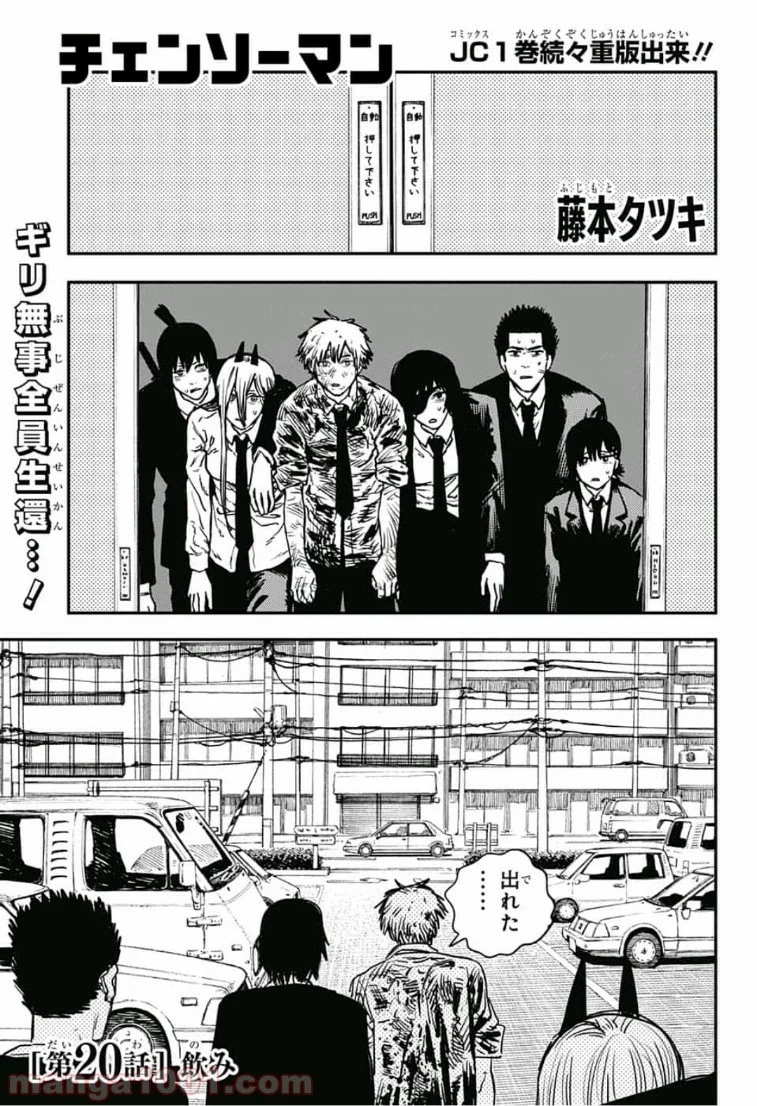 チェンソーマン
コミックス
かんぞくぞくじゅうはんしゅったい
JC1巻続々重版出来!!
自動
押して下さい
PUSH
自動
押して下さい
PUSH
ふじもと
藤本タツキ
ギリ無事全員生還…!
ぶじぜんいんせいかん
で
出れた
……
だい わ の
[第20話] 飲み
manga1001.com